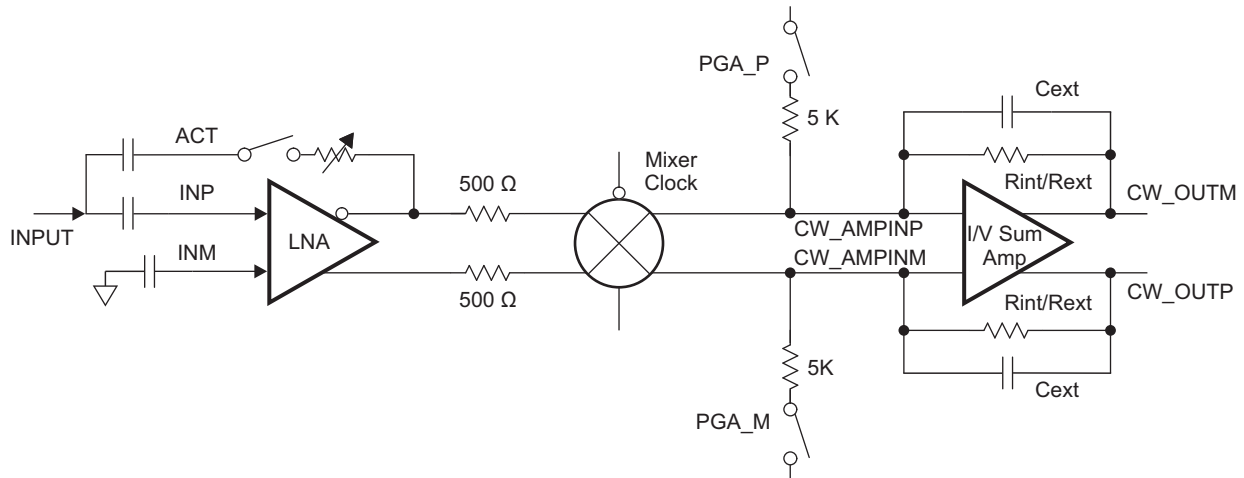 PGA_P
5 K
Cext
Rint/Rext
ACT
INP
INPUT
INM
LNA
500 Ω
500 Ω
Mixer
Clock
CW_AMPINP
CW_AMPINM
I/V Sum
Amp
CW_OUTM
CW_OUTP
Rint/Rext
Cext
5K
PGA_M